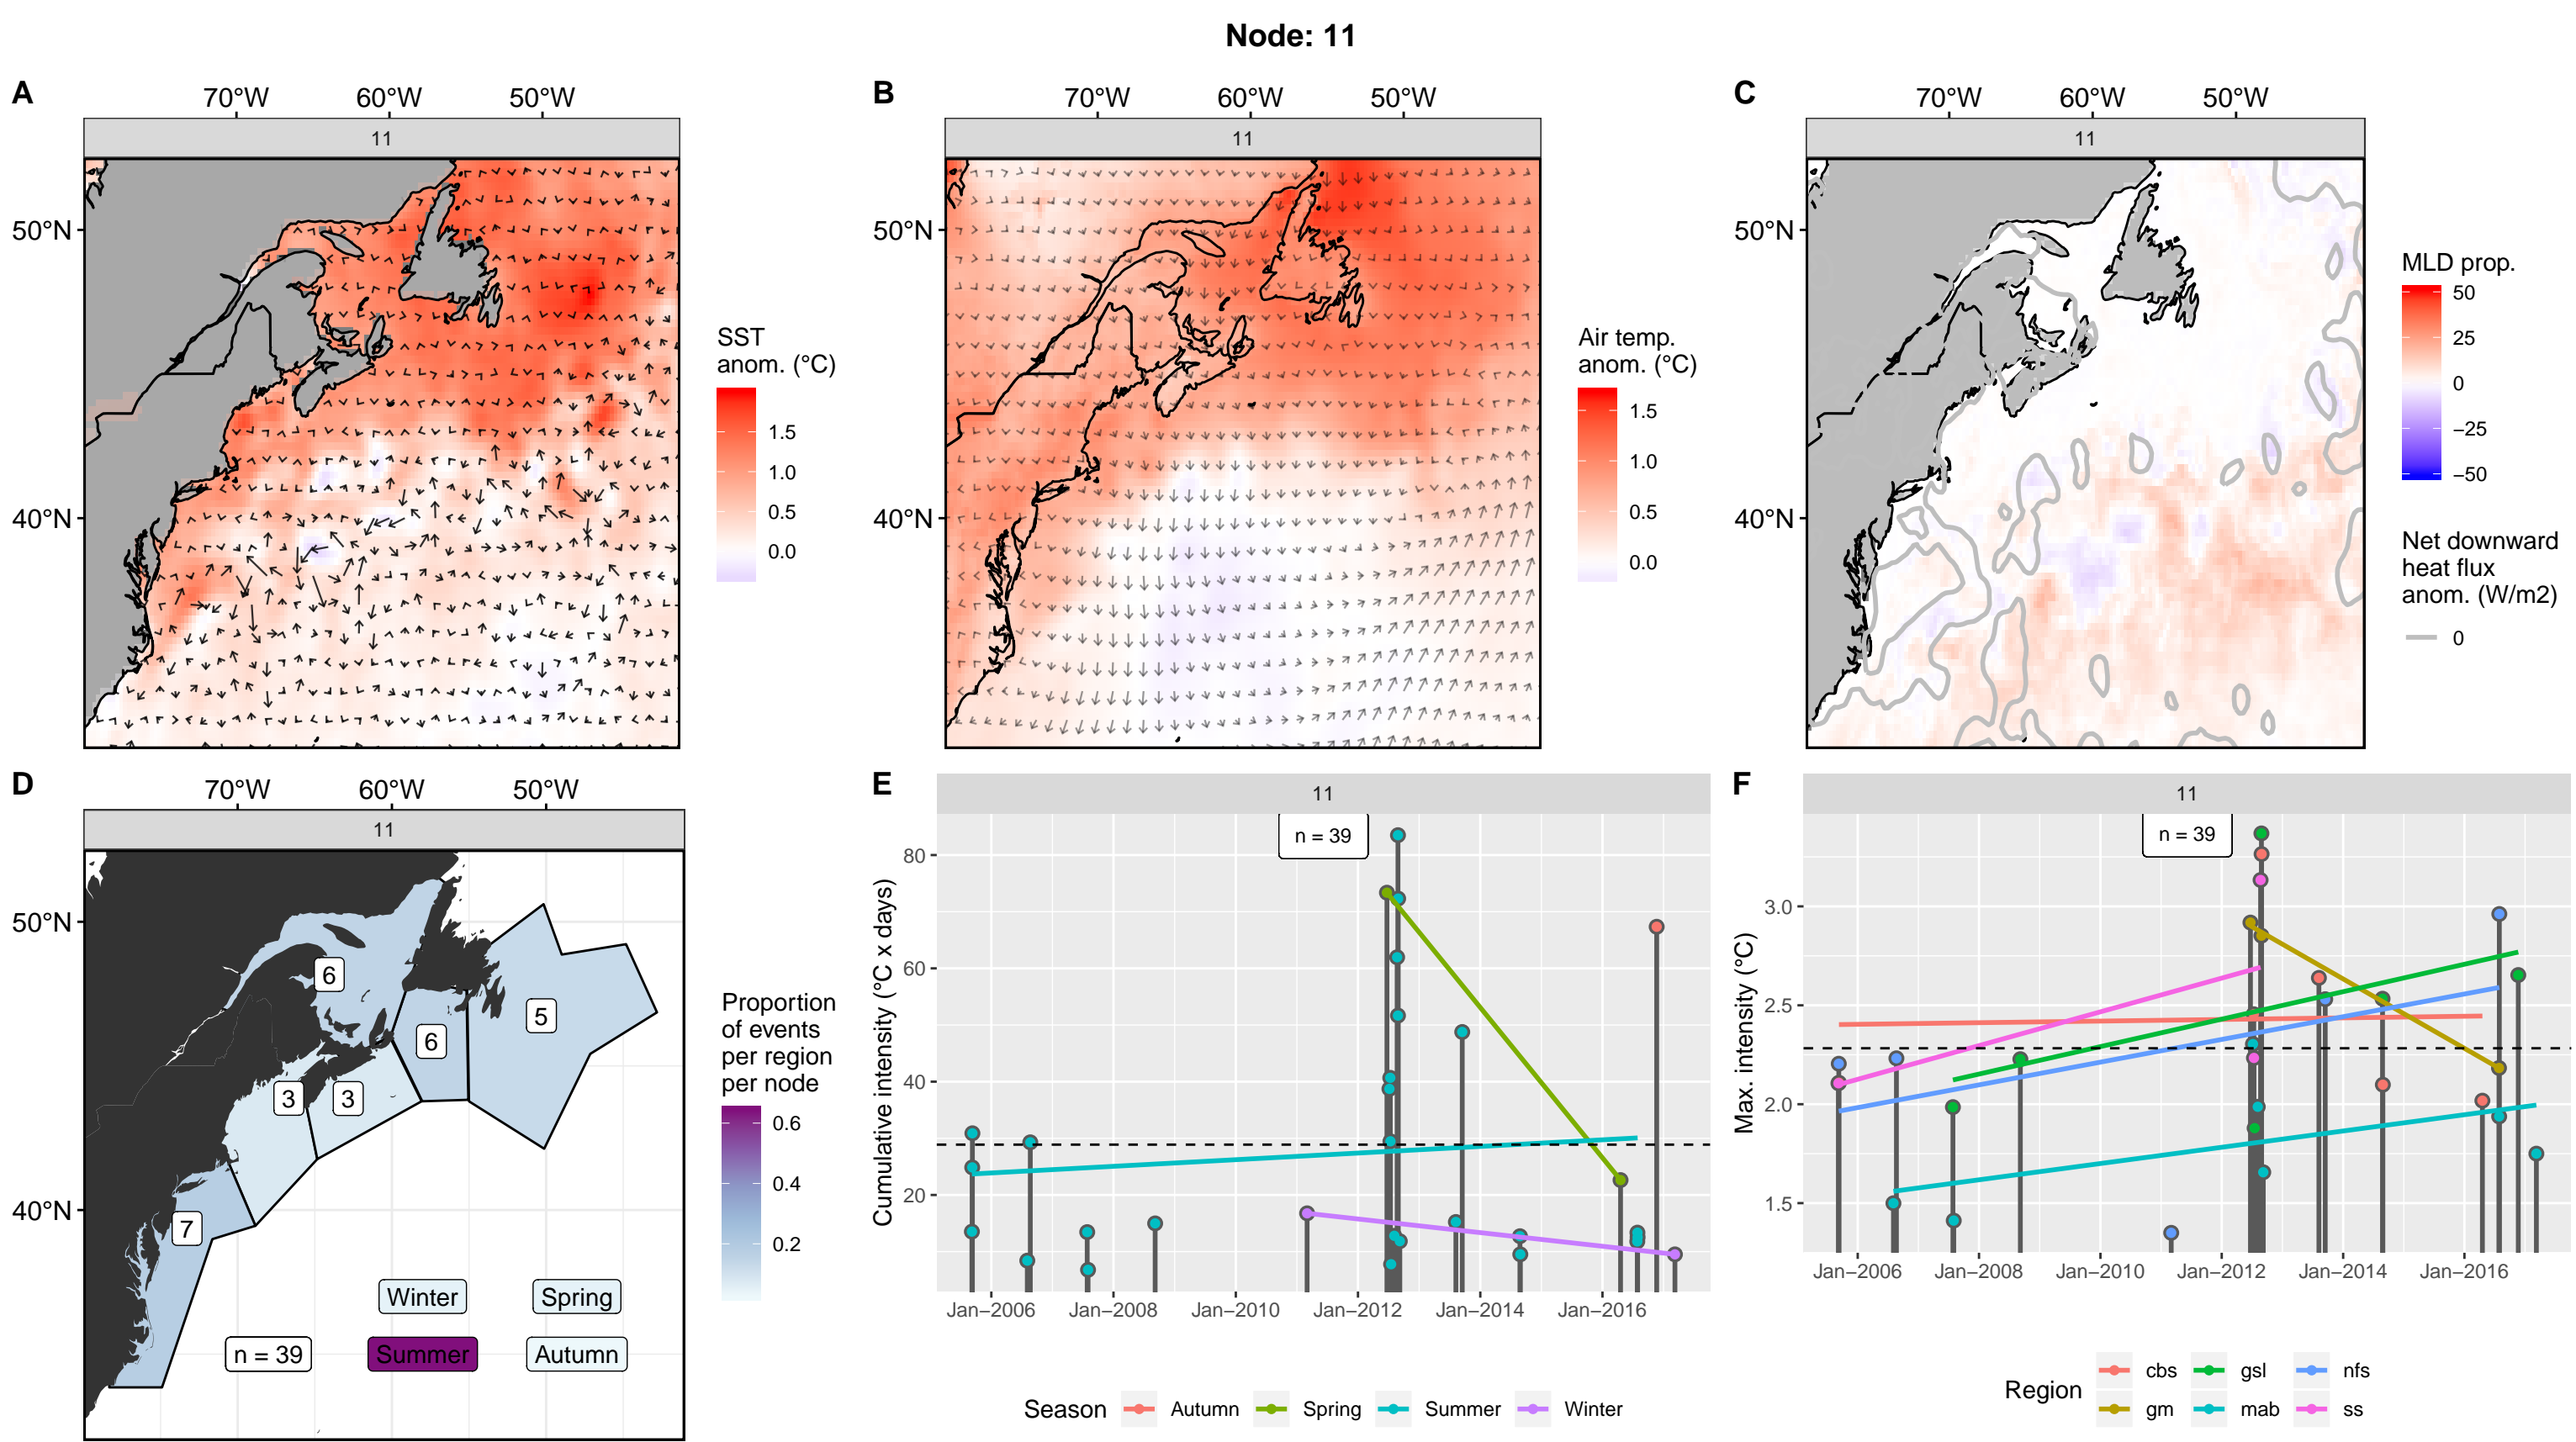 Node: 11
A
70°W 60°W 50°W
11
50°N
40°N
SST
anom. (°C)
1.5
1.0
0.5
0.0
B
70°W 60°W 50°W
11
50°N
40°N
Air temp.
anom. (°C)
1.5
1.0
0.5
0.0
C
70°W 60°W 50°W
11
50°N
40°N
MLD prop.
50
25
0
−25
−50
Net downward
heat flux
anom. (W/m2)
0
D
70°W 60°W 50°W
11
50°N
40°N
6
6
5
3
3
7
Winter
Spring
n = 39
Summer
Autumn
Proportion
of events
per region
per node
0.6
0.4
0.2
E
11
n = 39
Cumulative intensity (°C x days)
80
60
40
20
Jan−2006 Jan−2008 Jan−2010 Jan−2012 Jan−2014 Jan−2016
Season Autumn Spring Summer Winter
F
11
n = 39
Max. intensity (°C)
3.0
2.5
2.0
1.5
Jan−2006 Jan−2008 Jan−2010 Jan−2012 Jan−2014 Jan−2016
Region
cbs gsl nfs
gm mab ss